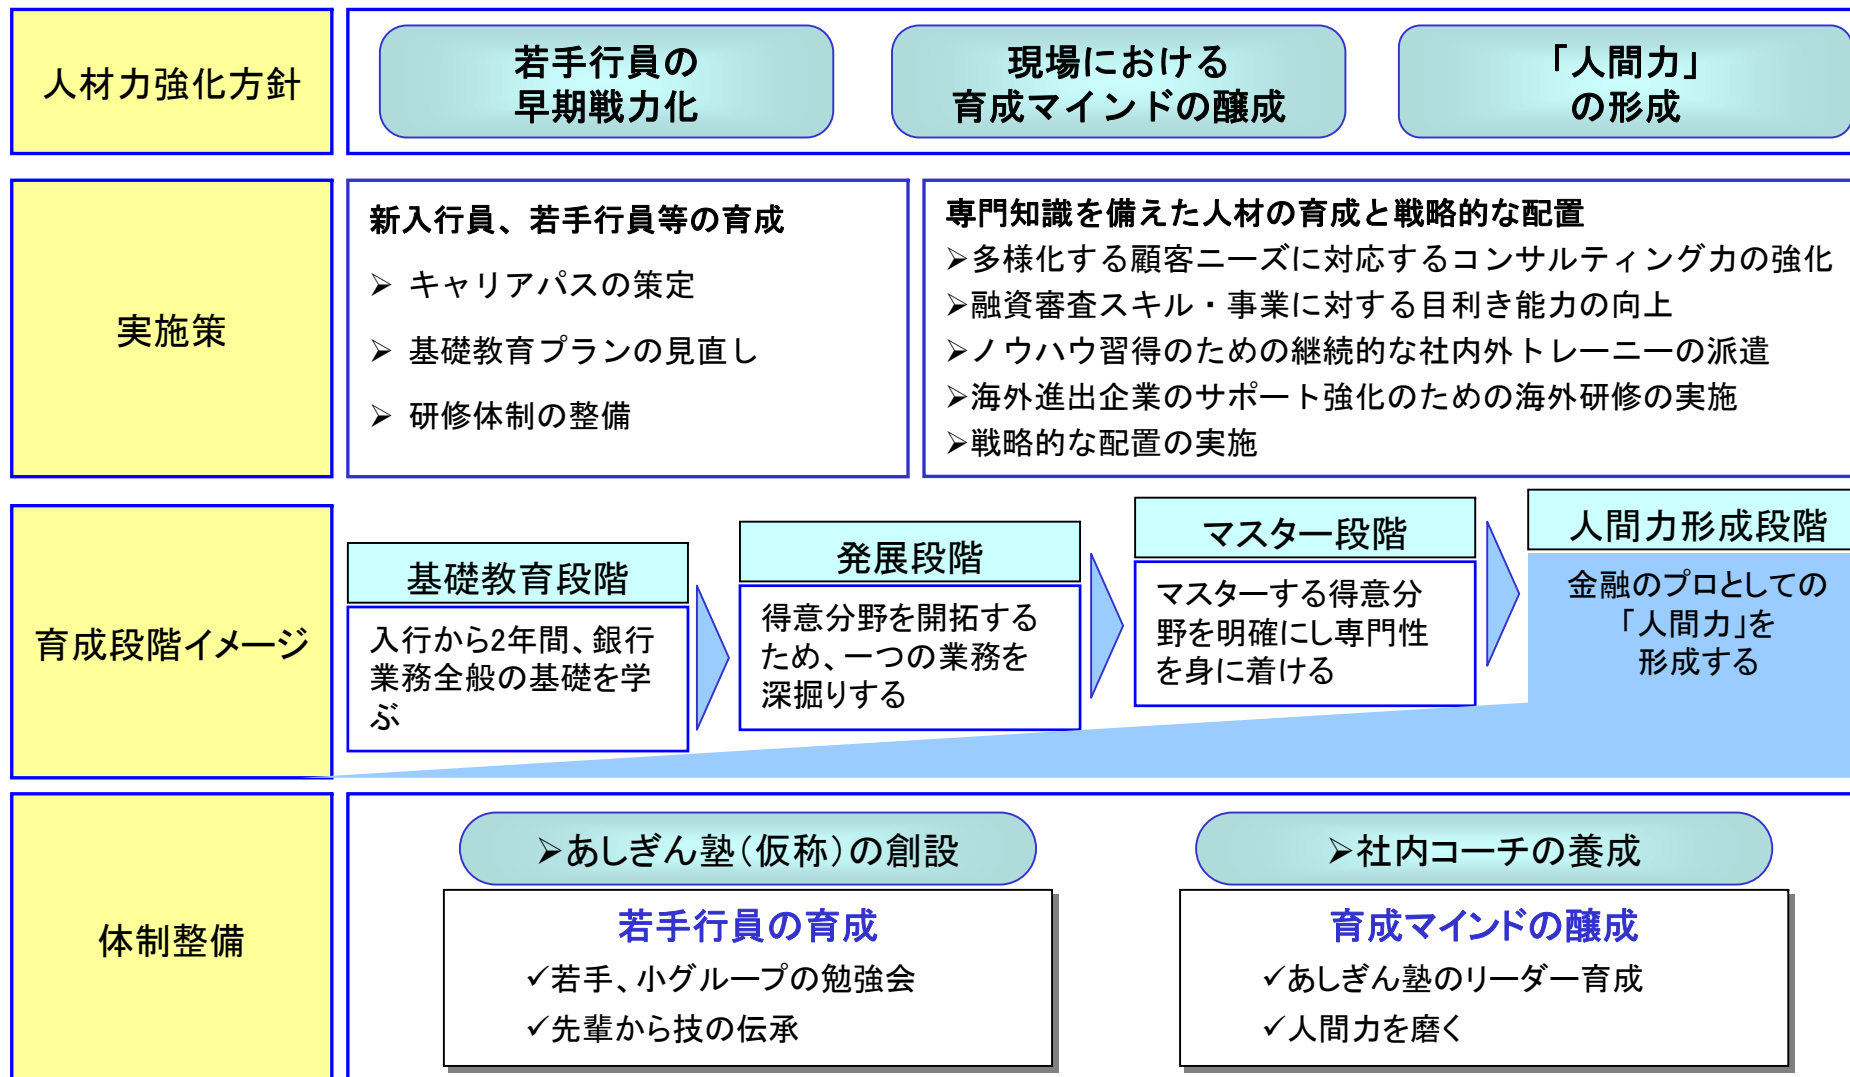 人材力強化方針
若手行員の
早期戦力化
現場における
育成マインドの醸成
「人間力」
の形成
実施策
新入行員、若手行員等の育成
➢ キャリアパスの策定
➢ 基礎教育プランの見直し
➢ 研修体制の整備
専門知識を備えた人材の育成と戦略的な配置
➢多様化する顧客ニーズに対応するコンサルティング力の強化
➢融資審査スキル・事業に対する目利き能力の向上
➢ノウハウ習得のための継続的な社内外トレーニーの派遣
➢海外進出企業のサポート強化のための海外研修の実施
➢戦略的な配置の実施
育成段階イメージ
基礎教育段階
入行から2年間、銀行
業務全般の基礎を学
ぶ
発展段階
得意分野を開拓する
ため、一つの業務を
深掘りする
マスター段階
マスターする得意分
野を明確にし専門性
を身に着ける
人間力形成段階
金融のプロとしての
「人間力」を
形成する
体制整備
➢あしぎん塾(仮称)の創設
若手行員の育成
✓若手、小グループの勉強会
✓先輩から技の伝承
➢社内コーチの養成
育成マインドの醸成
✓あしぎん塾のリーダー育成
✓人間力を磨く